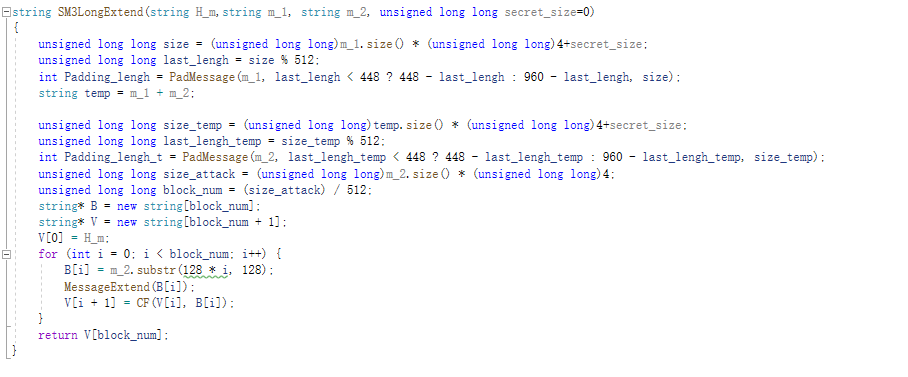 string SM3LongExtend(string H_m, string m_1, string m_2, unsigned long long secret_size=0)
{
unsigned long long size = (unsigned long long)m_1.size() * (unsigned long long)4+secret_size;
unsigned long long last_lengh = size % 512;
int Padding_lengh = PadMessage(m_1, last_lengh < 448 ? 448 - last_lengh : 960 - last_lengh, size);
string temp = m_1 + m_2;
unsigned long long size_temp = (unsigned long long)temp.size() * (unsigned long long)4+secret_size;
unsigned long long last_lengh_temp = size_temp % 512;
int Padding_lengh_t = PadMessage(m_2, last_lengh_temp < 448 ? 448 - last_lengh_temp : 960 - last_lengh_temp, size_temp);
unsigned long long size_attack = (unsigned long long)m_2.size() * (unsigned long long)4;
unsigned long long block_num = (size_attack) / 512;
string* B = new string[block_num];
string* V = new string[block_num + 1];
V[0] = H_m;
for (int i = 0; i < block_num; i++) {
B[i] = m_2.substr(128 * i, 128);
MessageExtend(B[i]);
V[i + 1] = CF(V[i], B[i]);
}
return V[block_num];
}